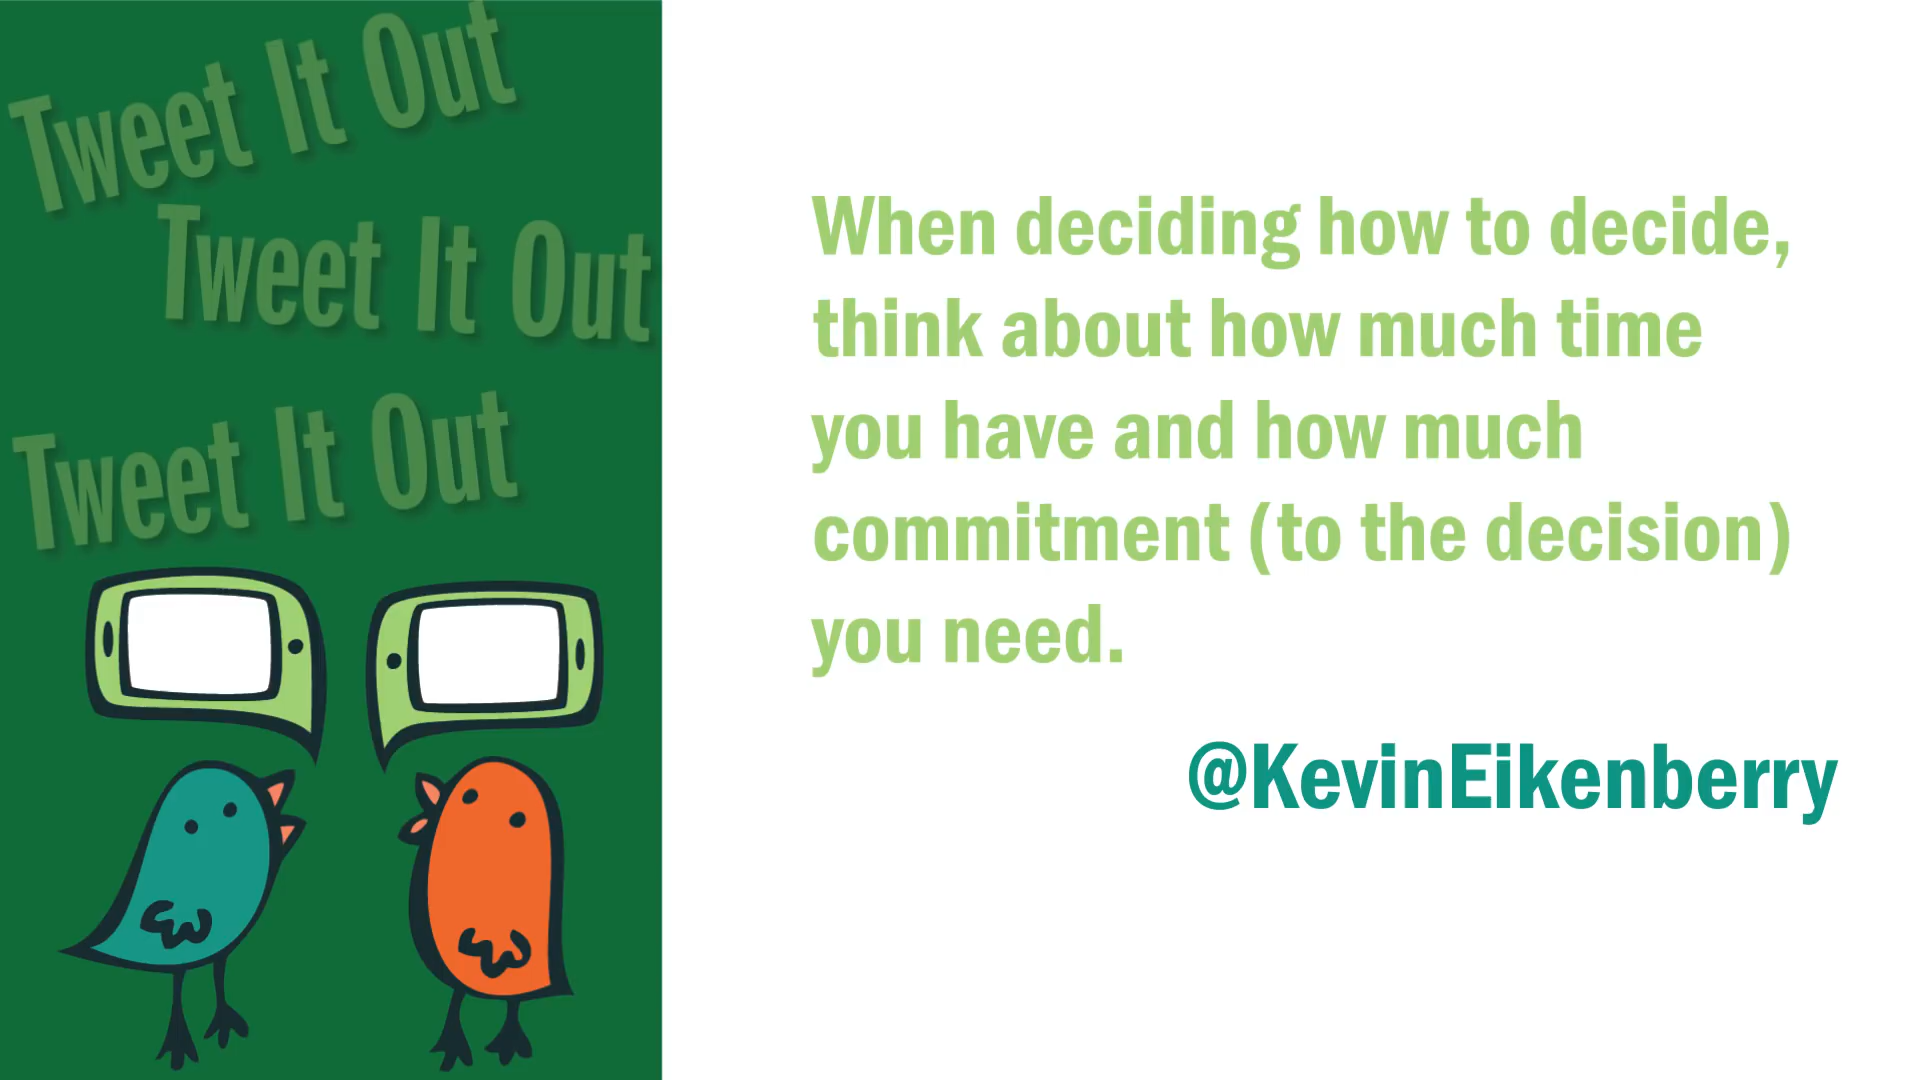 Tweet It Out
Tweet It Out
Tweet It Out
When deciding how to decide,
think about how much time
you have and how much
commitment (to the decision)
you need.
@KevinEikenberry